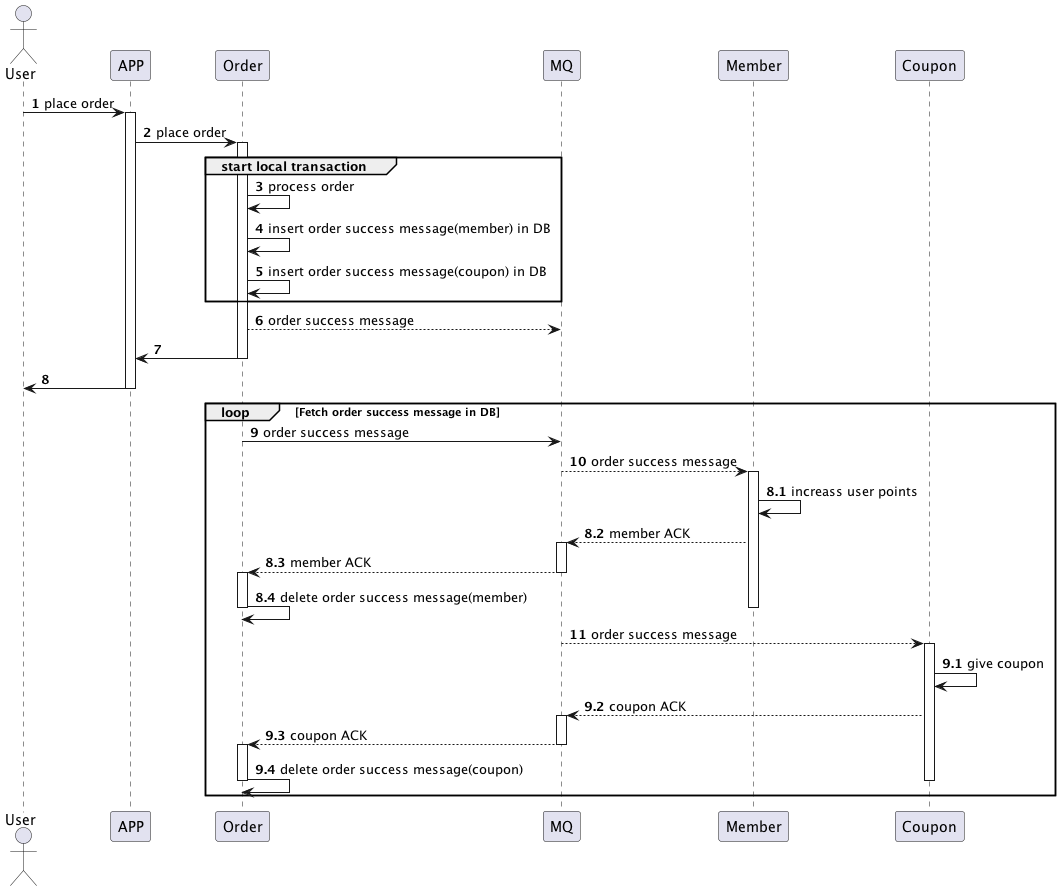 User
APP
Order
MQ
Member
Coupon
1 place order
2 place order
start local transaction
3 process order
4 insert order success message(member) in DB
5 insert order success message(coupon) in DB
6 order success message
7
8
loop [Fetch order success message in DB]
9 order success message
10 order success message
8.1 increass user points
8.2 member ACK
8.3 member ACK
8.4 delete order success message(member)
11 order success message
9.1 give coupon
9.2 coupon ACK
9.3 coupon ACK
9.4 delete order success message(coupon)
User
APP
Order
MQ
Member
Coupon